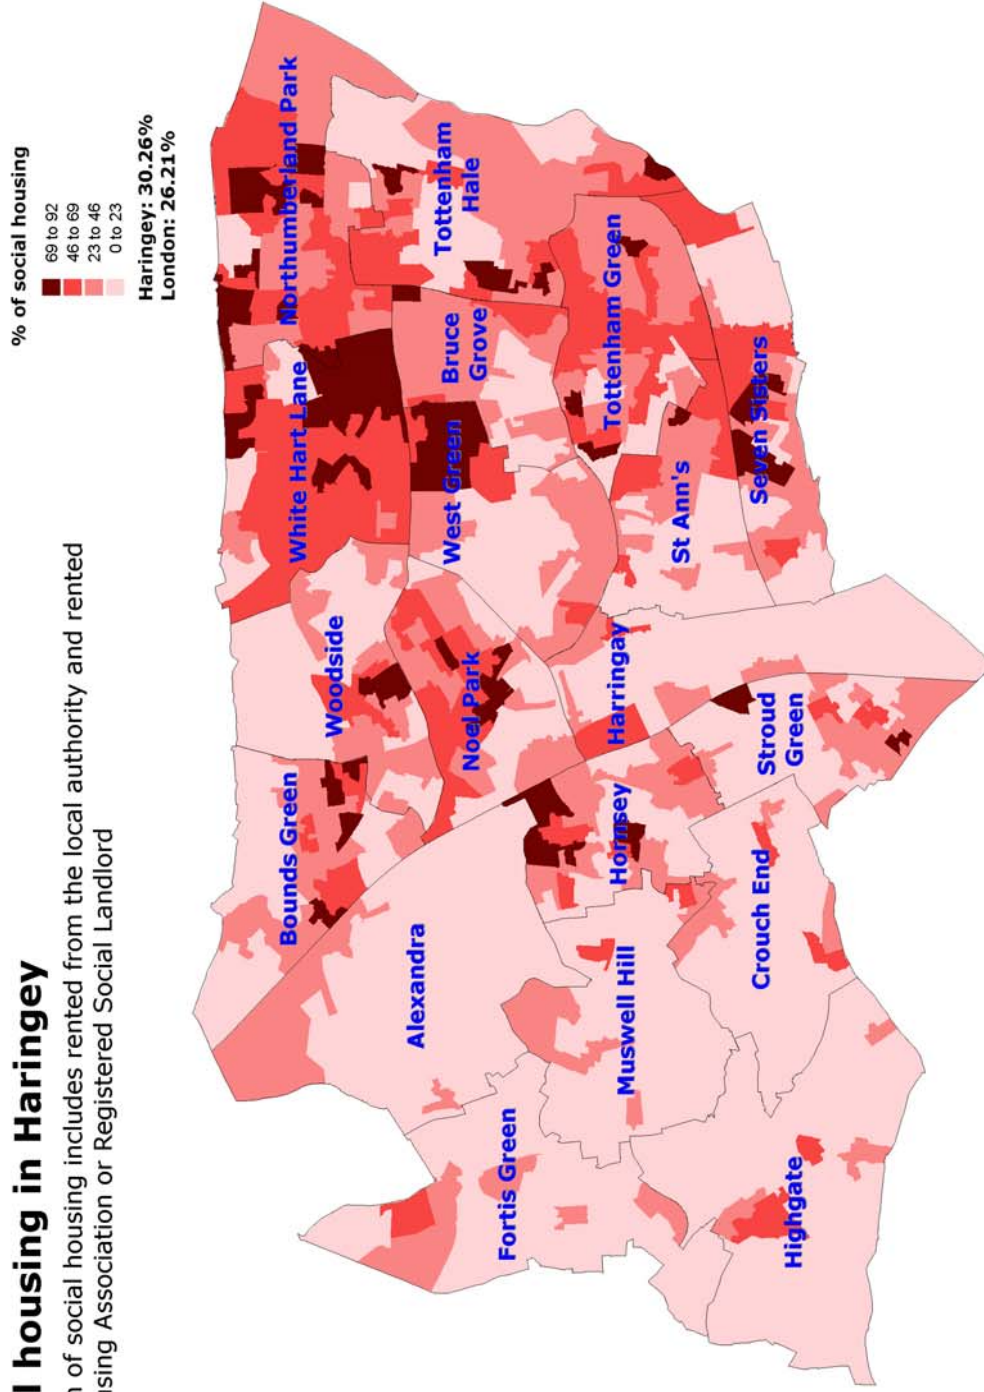 l housing in Haringey
n of social housing includes rented from the local authority and rented
using Association or Registered Social Landlord
% of social housing
69 to 92
46 to 69
23 to 46
0 to 23
Haringey: 30.26%
London: 26.21%
Northumberland Park
White Hart Lane
Tottenham
Hale
Bruce
Grove
West Green
Tottenham Green
Woodside
Bounds Green
Noel Park
St Ann's
Seven Sisters
Harringay
Alexandra
Hornsey
Stroud
Green
Fortis Green
Muswell Hill
Crouch End
Highgate